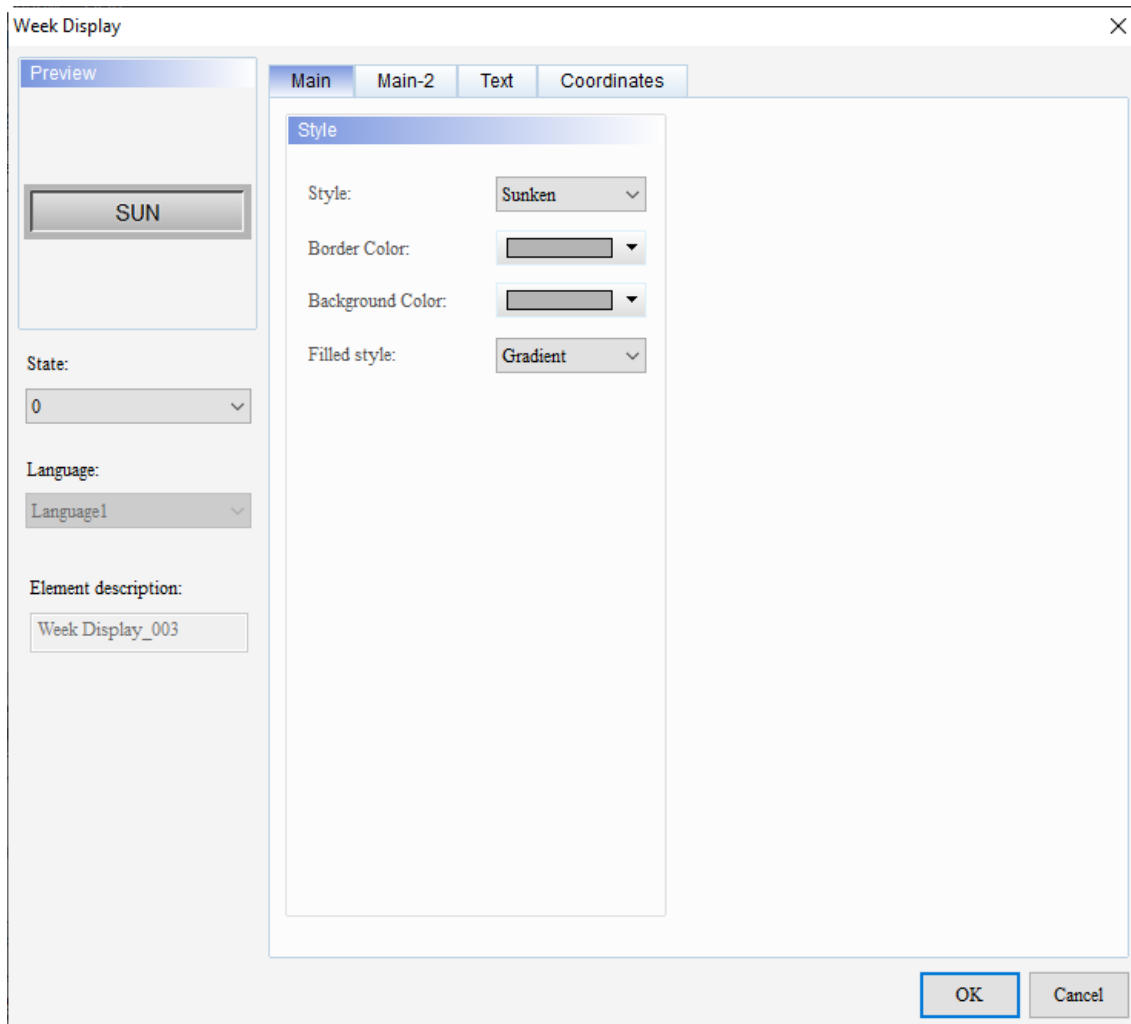 Week Display
Preview
SUN
State:
0
Language:
Language1
Element description:
Week Display_003
Main
Main-2
Text
Coordinates
Style
Style:
Sunken
Border Color:
Background Color:
Filled style:
Gradient
OK
Cancel